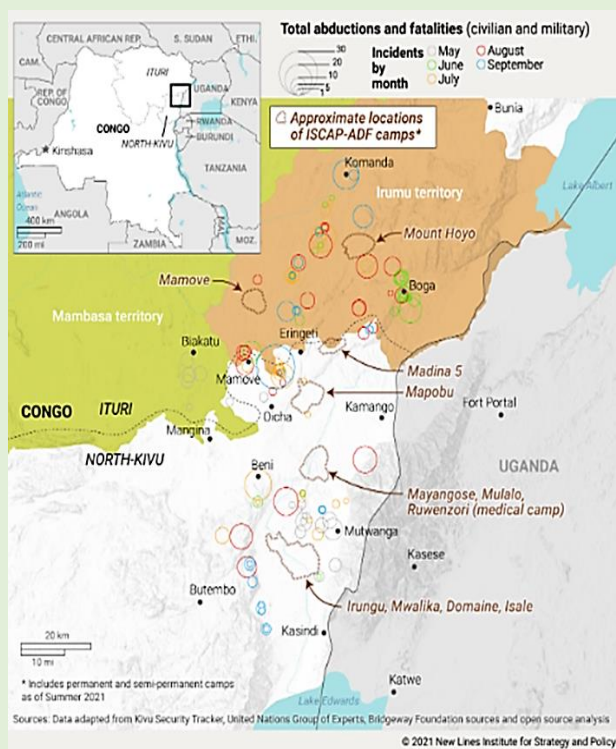 Total abductions and fatalities (civilian and military)
Incidents
by
month
30
20
10
5
1
May
June
July
August
September
CENTRAL AFRICAN REP.
S. SUDAN
ETHI.
CAM.
ITURI
REP. OF
CONGO
UGANDA
KENYA
CONGO
RWANDA
BURUNDI
NORTH-KIVU
Kinshasa
TANZANIA
Atlantic
Ocean
ANGOLA
400 km
200 mi
ZAMBIA
MOZ.
Approximate locations
of ISCAP-ADF camps*
Bunia
Komanda
Irumu territory
Lake Albert
Mount Hoyo
Mamove
Boga
Mambasa territory
Biakatu
Eringeti
Mamove
Madina 5
Mapobu
CONGO
ITURI
Oicha
Kamango
Fort Portal
Mangina
NORTH-KIVU
Beni
UGANDA
Mayangose, Mulalo,
Ruwenzori (medical camp)
Mutwanga
Kasese
Butembo
Irungu, Mwalika, Domaine, Isale
Kasindi
20 km
10 mi
Katwe
* Includes permanent and semi-permanent camps
as of Summer 2021
Lake Edwards
Sources: Data adapted from Kivu Security Tracker, United Nations Group of Experts, Bridgeway Foundation sources and open source analysis
© 2021 New Lines Institute for Strategy and Policy